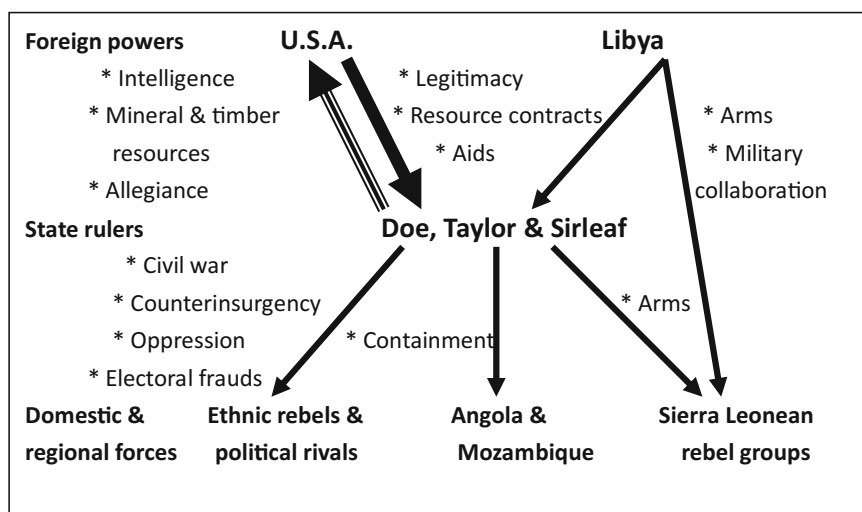 Foreign powers U.S.A. Libya
* Intelligence * Legitimacy
* Mineral & timber * Resource contracts * Arms
resources * Aids * Military
* Allegiance collaboration
State rulers Doe, Taylor & Sirleaf
* Civil war
* Counterinsurgency * Arms
* Oppression * Containment
* Electoral frauds
Domestic & Ethnic rebels & Angola & Sierra Leonean
regional forces political rivals Mozambique rebel groups